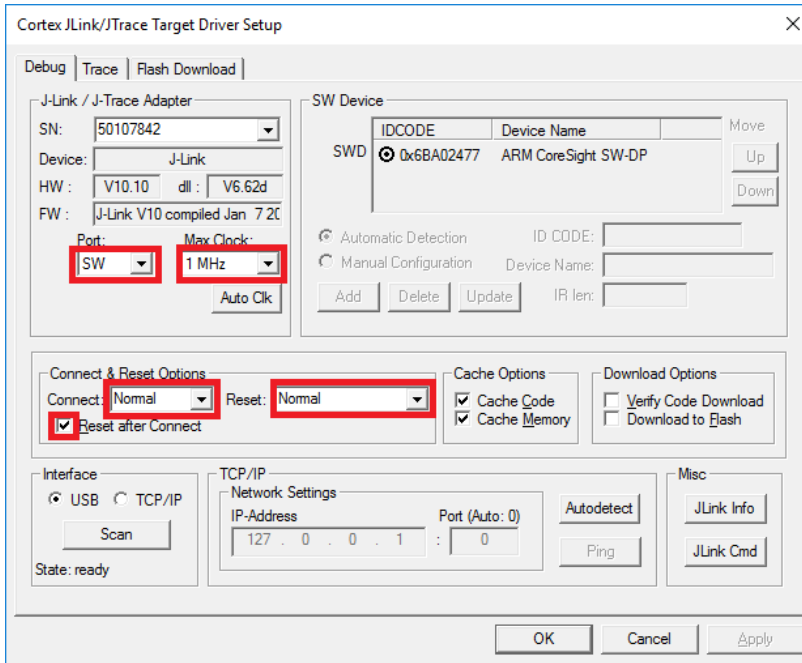 Cortex JLink/JTrace Target Driver Setup
Debug Trace Flash Download
J-Link / J-Trace Adapter
SN: 50107842
Device: J-Link
HW : V10.10 dll : V6.62d
FW : J-Link V10 compiled Jan 7 20
Port: Max Clock:
SW 1 MHz
Auto Clk
SW Device
IDCODE Device Name
SWD 0x6BA02477 ARM CoreSight SW-DP
Move
Up
Down
Automatic Detection ID CODE:
Manual Configuration Device Name:
Add Delete Update IR len:
Connect & Reset Options
Connect: Normal Reset: Normal
Reset after Connect
Cache Options
Cache Code
Cache Memory
Download Options
Verify Code Download
Download to Flash
Interface
USB TCP/IP
Scan
State: ready
TCP/IP
Network Settings
IP-Address Port (Auto: 0)
127 . 0 . 0 . 1 : 0
Autodetect
Ping
Misc
JLink Info
JLink Cmd
OK Cancel Apply